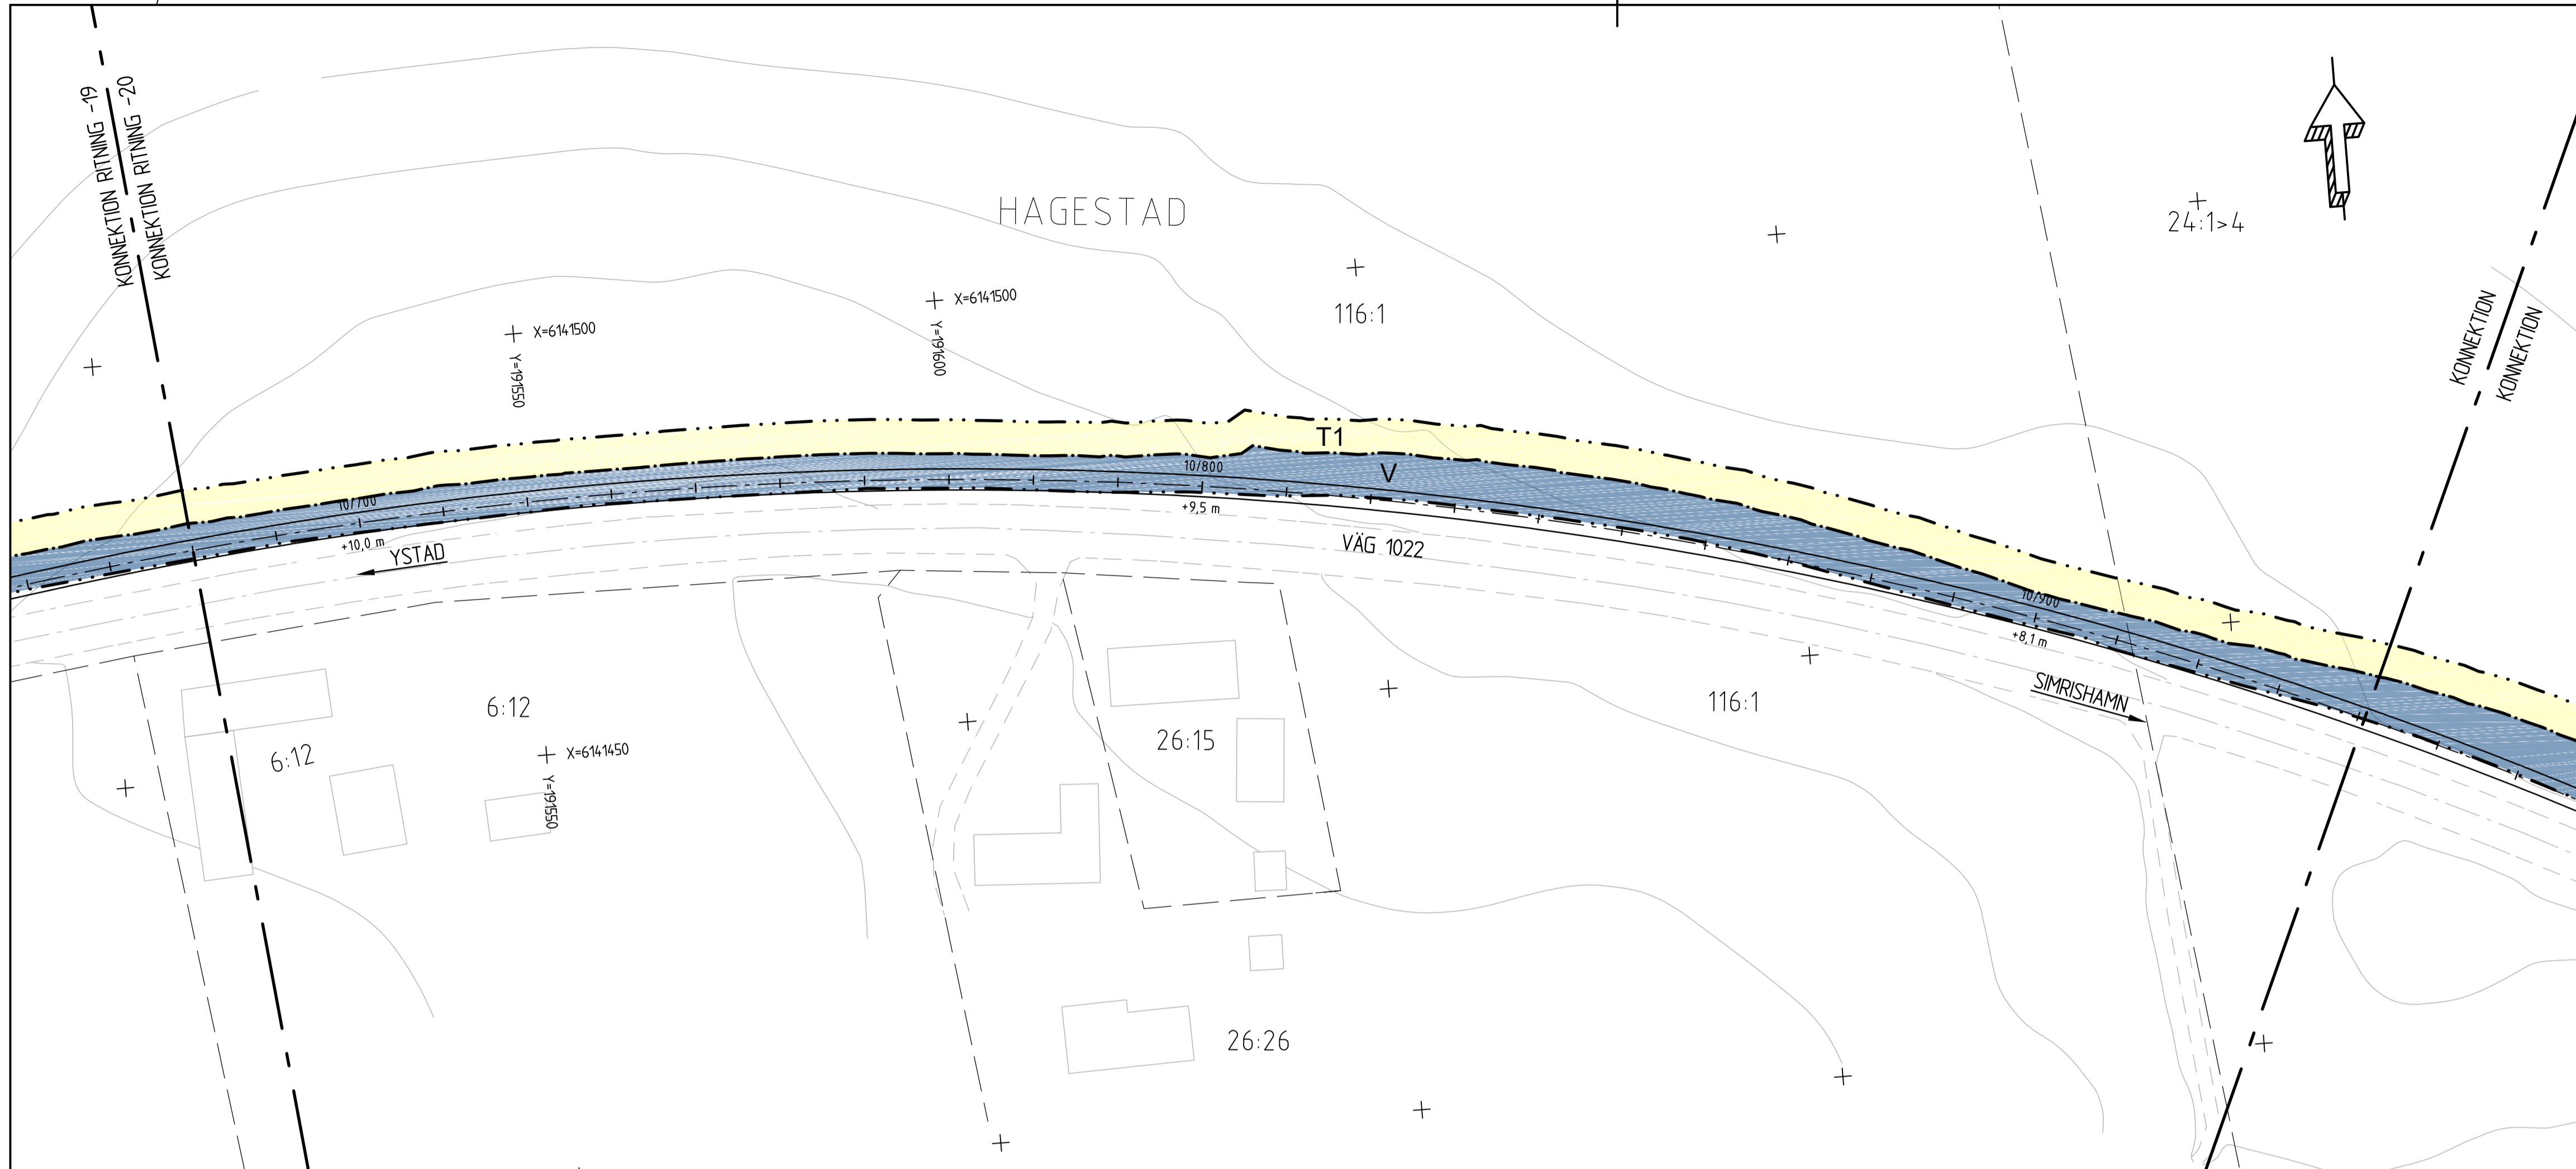 KONNEKTION RITNING -19
KONNEKTION RITNING -20
HAGESTAD
24:1>4
116:1
X=6141500
Y=191550
X=6141500
Y=191600
KONNEKTION
KONNEKTION
T1
V
10/700
10/800
10/900
+10,0 m
+9,5 m
+8,1 m
YSTAD
VÄG 1022
SIMRISHAMN
6:12
6:12
X=6141450
Y=191550
26:15
116:1
26:26